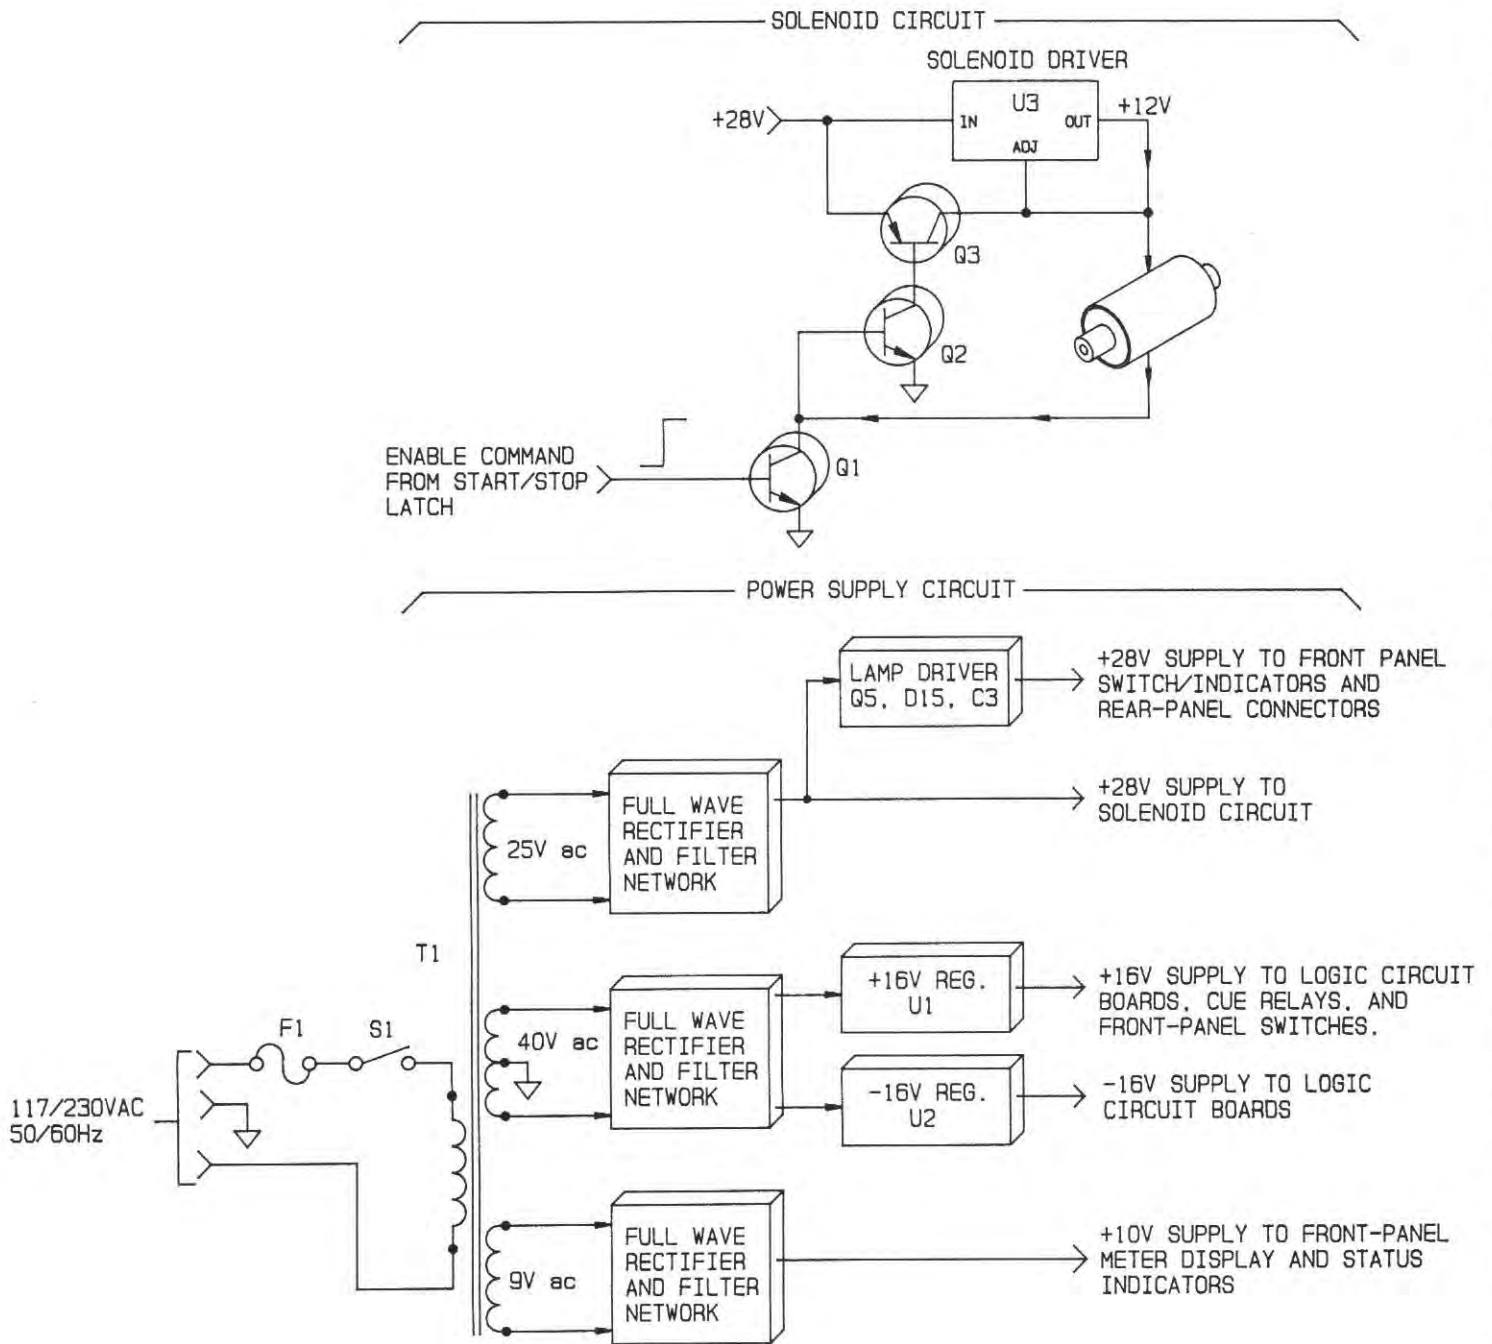 SOLENOID CIRCUIT
SOLENOID DRIVER
+28V
U3
IN
OUT
ADJ
+12V
Q3
Q2
ENABLE COMMAND
FROM START/STOP
LATCH
Q1
POWER SUPPLY CIRCUIT
LAMP DRIVER
Q5, D15, C3
+28V SUPPLY TO FRONT PANEL
SWITCH/INDICATORS AND
REAR-PANEL CONNECTORS
25V ac
FULL WAVE
RECTIFIER
AND FILTER
NETWORK
+28V SUPPLY TO
SOLENOID CIRCUIT
T1
F1
S1
117/230VAC
50/60Hz
40V ac
FULL WAVE
RECTIFIER
AND FILTER
NETWORK
+16V REG.
U1
+16V SUPPLY TO LOGIC CIRCUIT
BOARDS, CUE RELAYS, AND
FRONT-PANEL SWITCHES.
-16V REG.
U2
-16V SUPPLY TO LOGIC
CIRCUIT BOARDS
9V ac
FULL WAVE
RECTIFIER
AND FILTER
NETWORK
+10V SUPPLY TO FRONT-PANEL
METER DISPLAY AND STATUS
INDICATORS